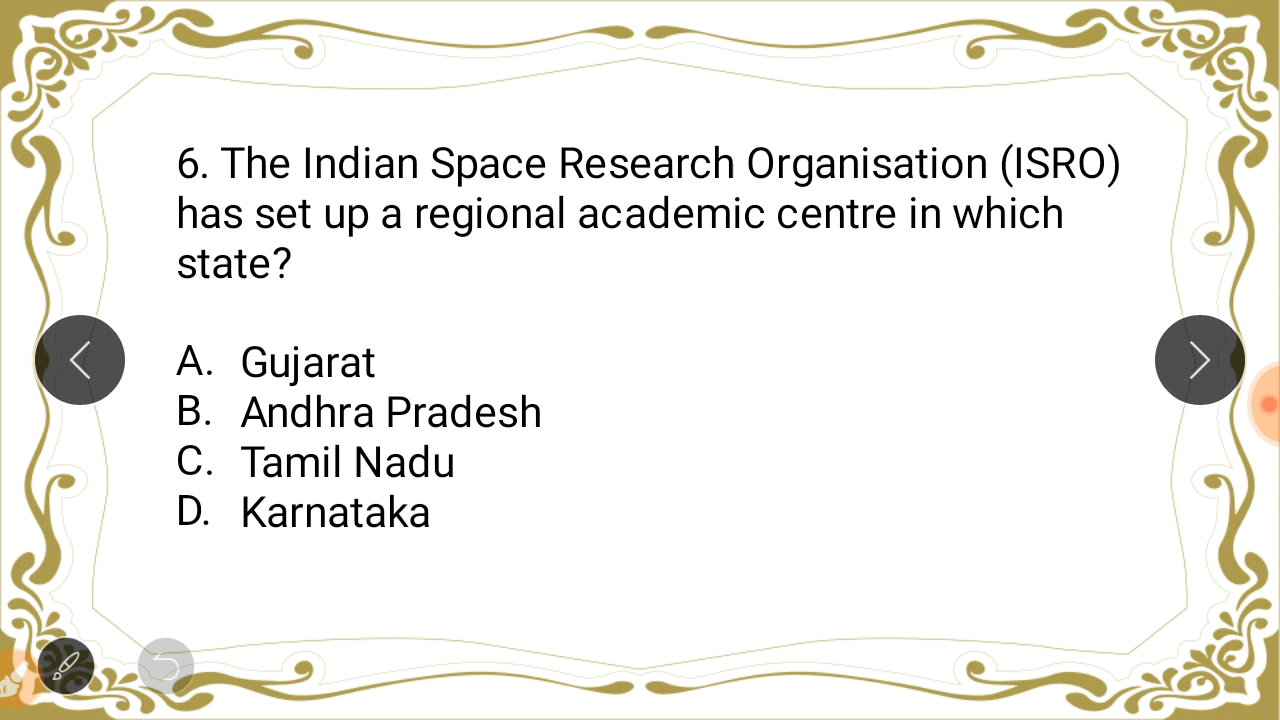 6. The Indian Space Research Organisation (ISRO)
has set up a regional academic centre in which
state?
A. Gujarat
B. Andhra Pradesh
C. Tamil Nadu
D. Karnataka